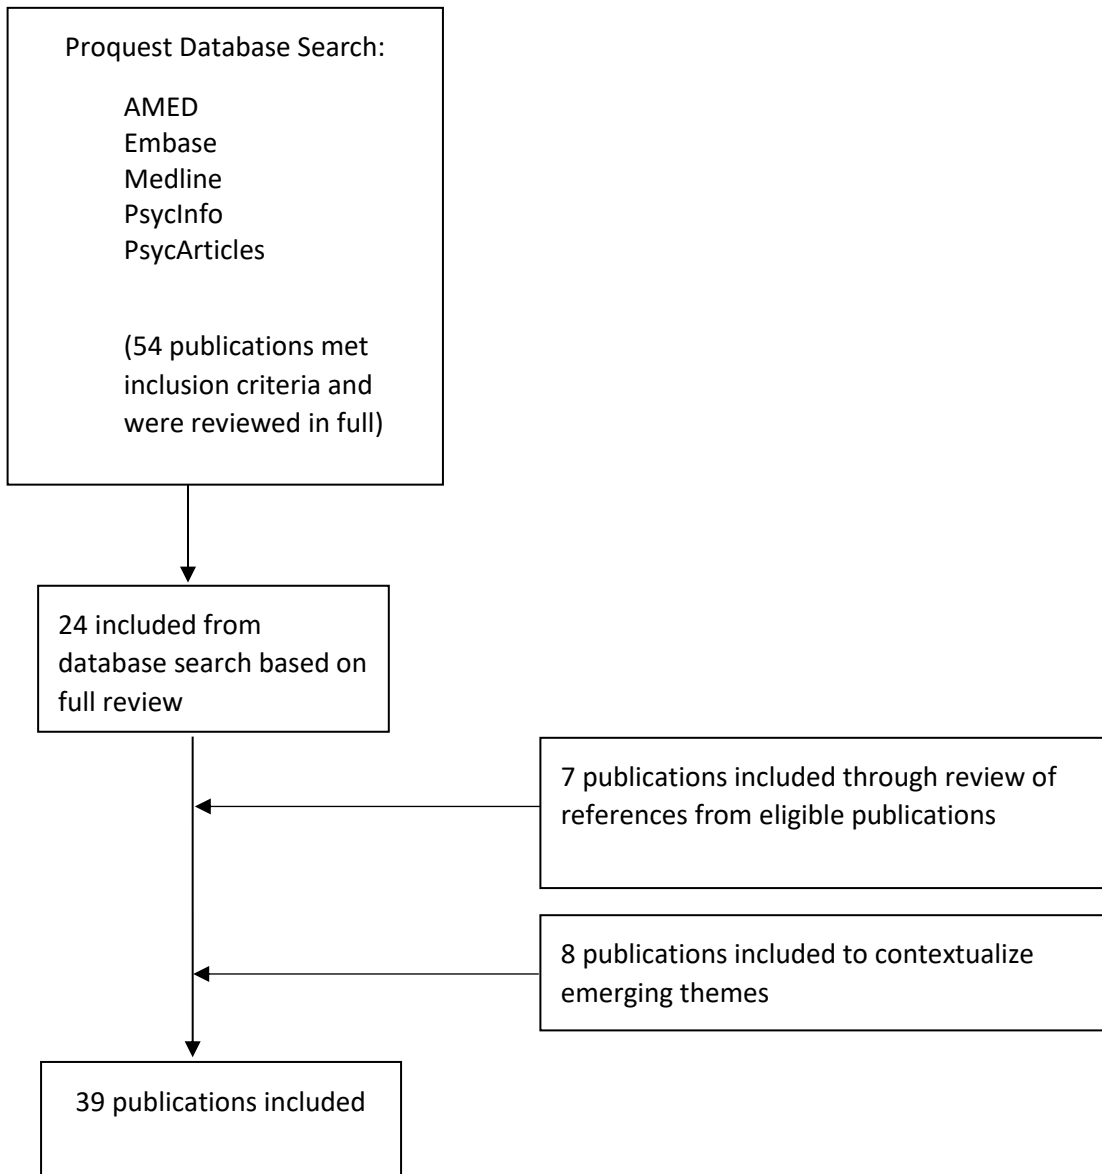 Proquest Database Search:
AMED
Embase
Medline
PsycInfo
PsycArticles
(54 publications met
inclusion criteria and
were reviewed in full)
24 included from
database search based on
full review
7 publications included through review of
references from eligible publications
8 publications included to contextualize
emerging themes
39 publications included